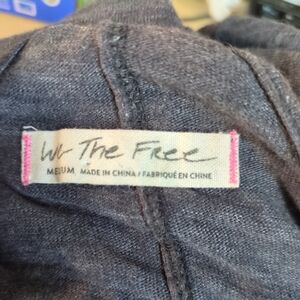 We The Free
MEDIUM MADE IN CHINA / FABRIQUÉ EN CHINE